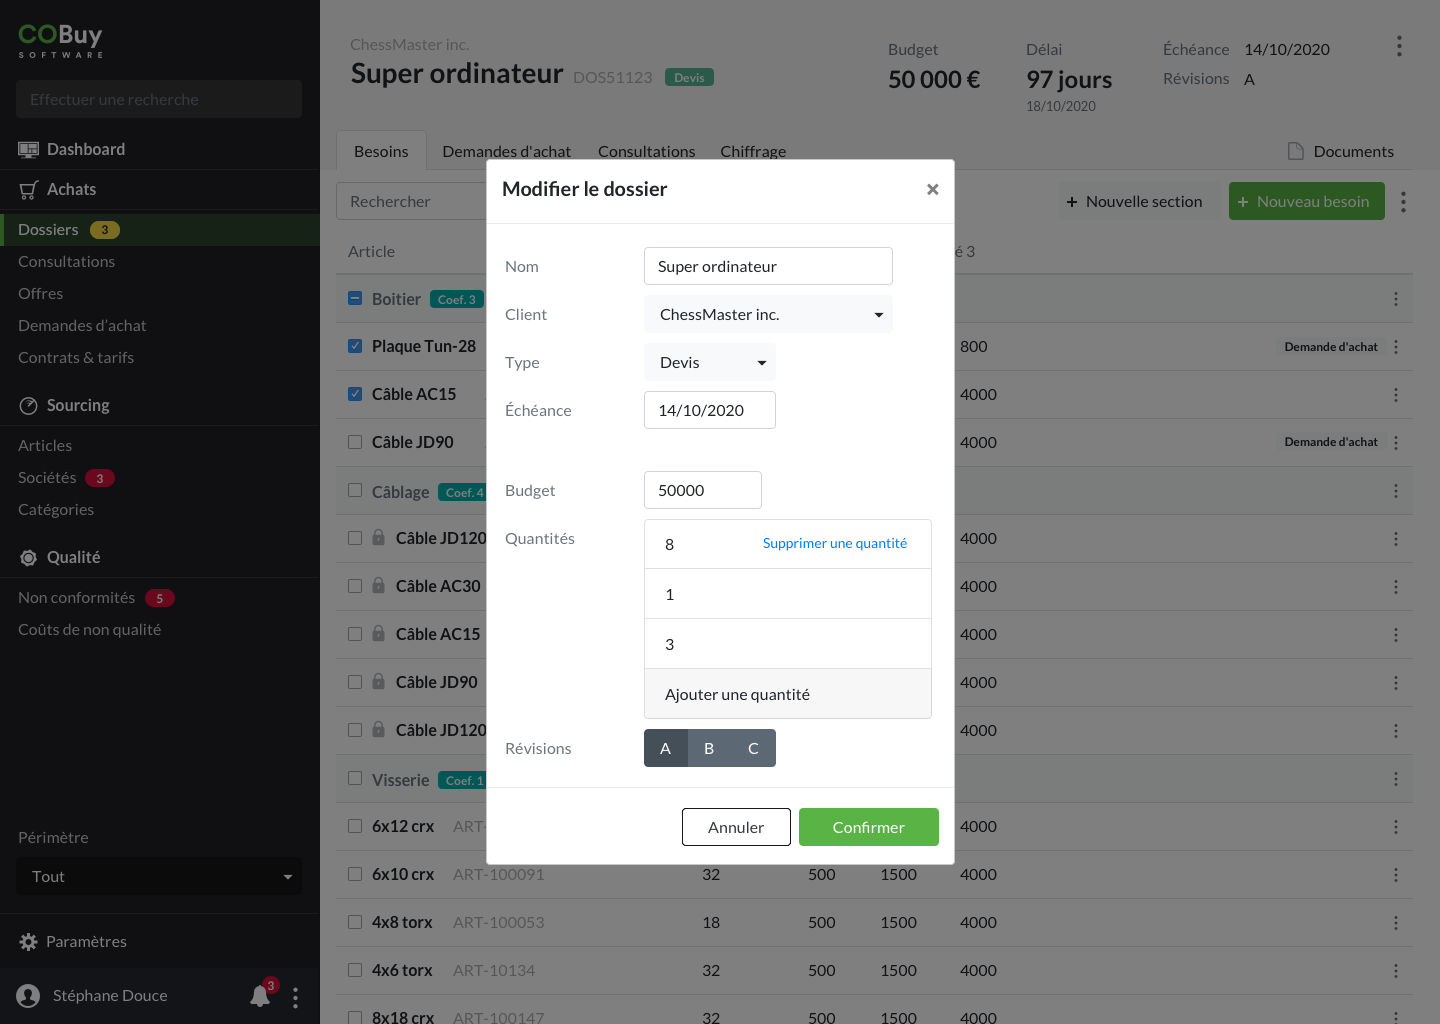 COBuy
SOFTWARE
Effectuer une recherche
Dashboard
Achats
Dossiers 3
Consultations
Offres
Demandes d'achat
Contrats & tarifs
Sourcing
Articles
Sociétés 3
Catégories
Qualité
Non conformités 5
Coûts de non qualité
Périmètre
Tout
Paramètres
Stéphane Douce 3
ChessMaster inc.
Super ordinateur DOS51123 Devis
Budget
50 000 €
Délai
97 jours
18/10/2020
Échéance 14/10/2020
Révisions A
Besoins Demandes d'achat Consultations Chiffrage Documents
Rechercher + Nouvelle section + Nouveau besoin
Article é 3
Boitier Coef. 3
Plaque Tun-28 800 Demande d'achat
Câble AC15 4000
Câble JD90 4000 Demande d'achat
Câblage Coef. 4
Câble JD120 4000
Câble AC30 4000
Câble AC15 4000
Câble JD90 4000
Câble JD120 4000
Visserie Coef. 1
6x12 crx ART- 4000
6x10 crx ART-100091 32 500 1500 4000
4x8 torx ART-100053 18 500 1500 4000
4x6 torx ART-10134 32 500 1500 4000
8x18 crx ART-100147 32 500 1500 4000
Modifier le dossier ×
Nom Super ordinateur
Client ChessMaster inc.
Type Devis
Échéance 14/10/2020
Budget 50000
Quantités 8 Supprimer une quantité
1
3
Ajouter une quantité
Révisions A B C
Annuler Confirmer